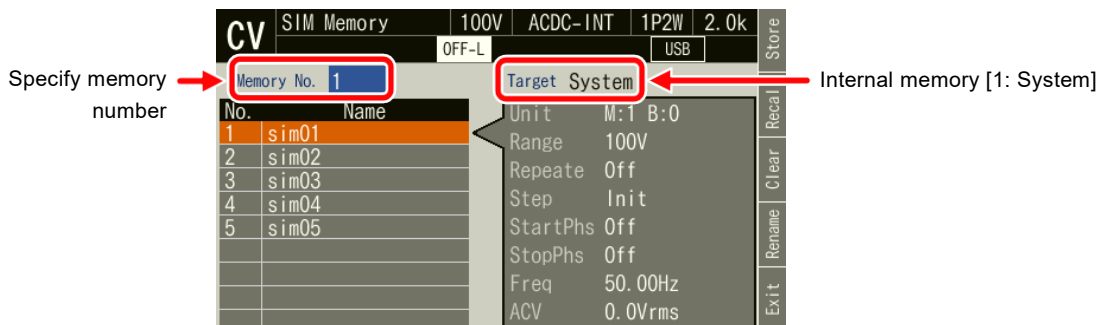 CV SIM Memory 100V ACDC-INT 1P2W 2.0k
OFF-L USB
Specify memory
number
Memory No. 1
Target System
Internal memory [1: System]
No. Name
1 sim01
2 sim02
3 sim03
4 sim04
5 sim05
Unit M:1 B:0
Range 100V
Repeate Off
Step Init
StartPhs Off
StopPhs Off
Freq 50.00Hz
ACV 0.0Vrms
Store
Recal
Clear
Rename
Exit